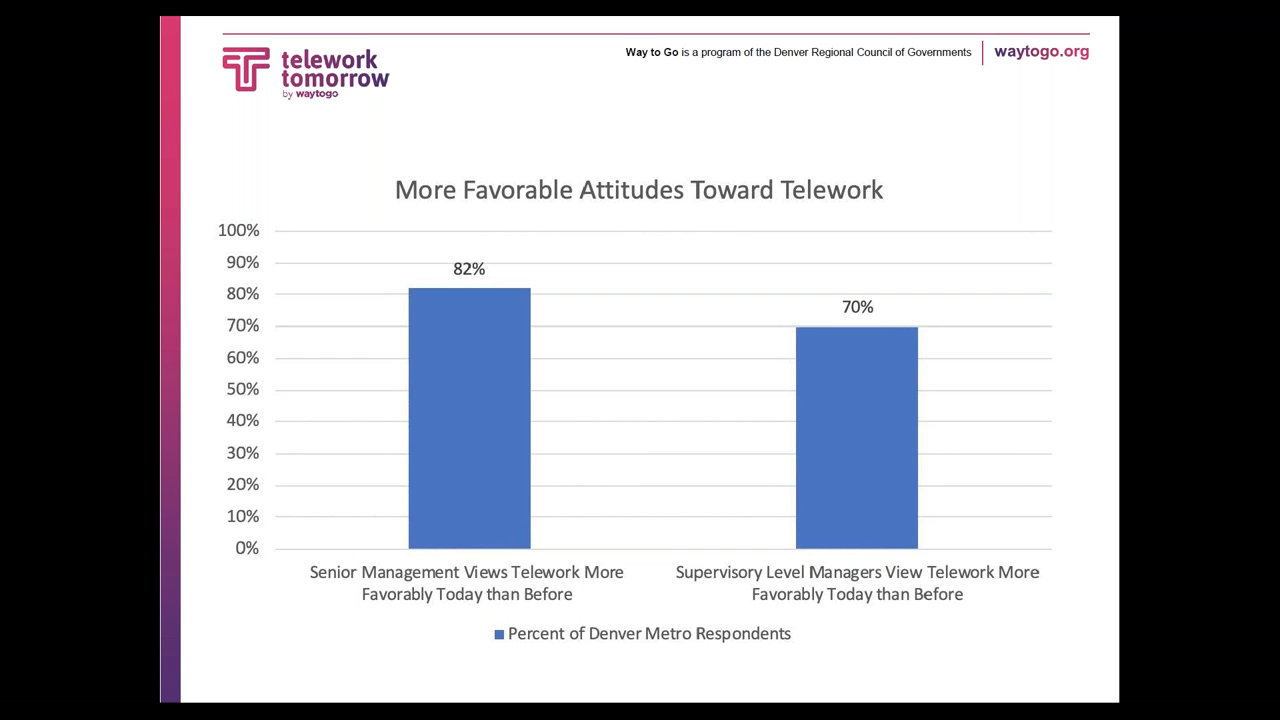 telework
tomorrow
by waytogo
Way to Go is a program of the Denver Regional Council of Governments
waytogo.org
More Favorable Attitudes Toward Telework
100%
90%
80%
70%
60%
50%
40%
30%
20%
10%
0%
82%
70%
Senior Management Views Telework More
Favorably Today than Before
Supervisory Level Managers View Telework More
Favorably Today than Before
Percent of Denver Metro Respondents